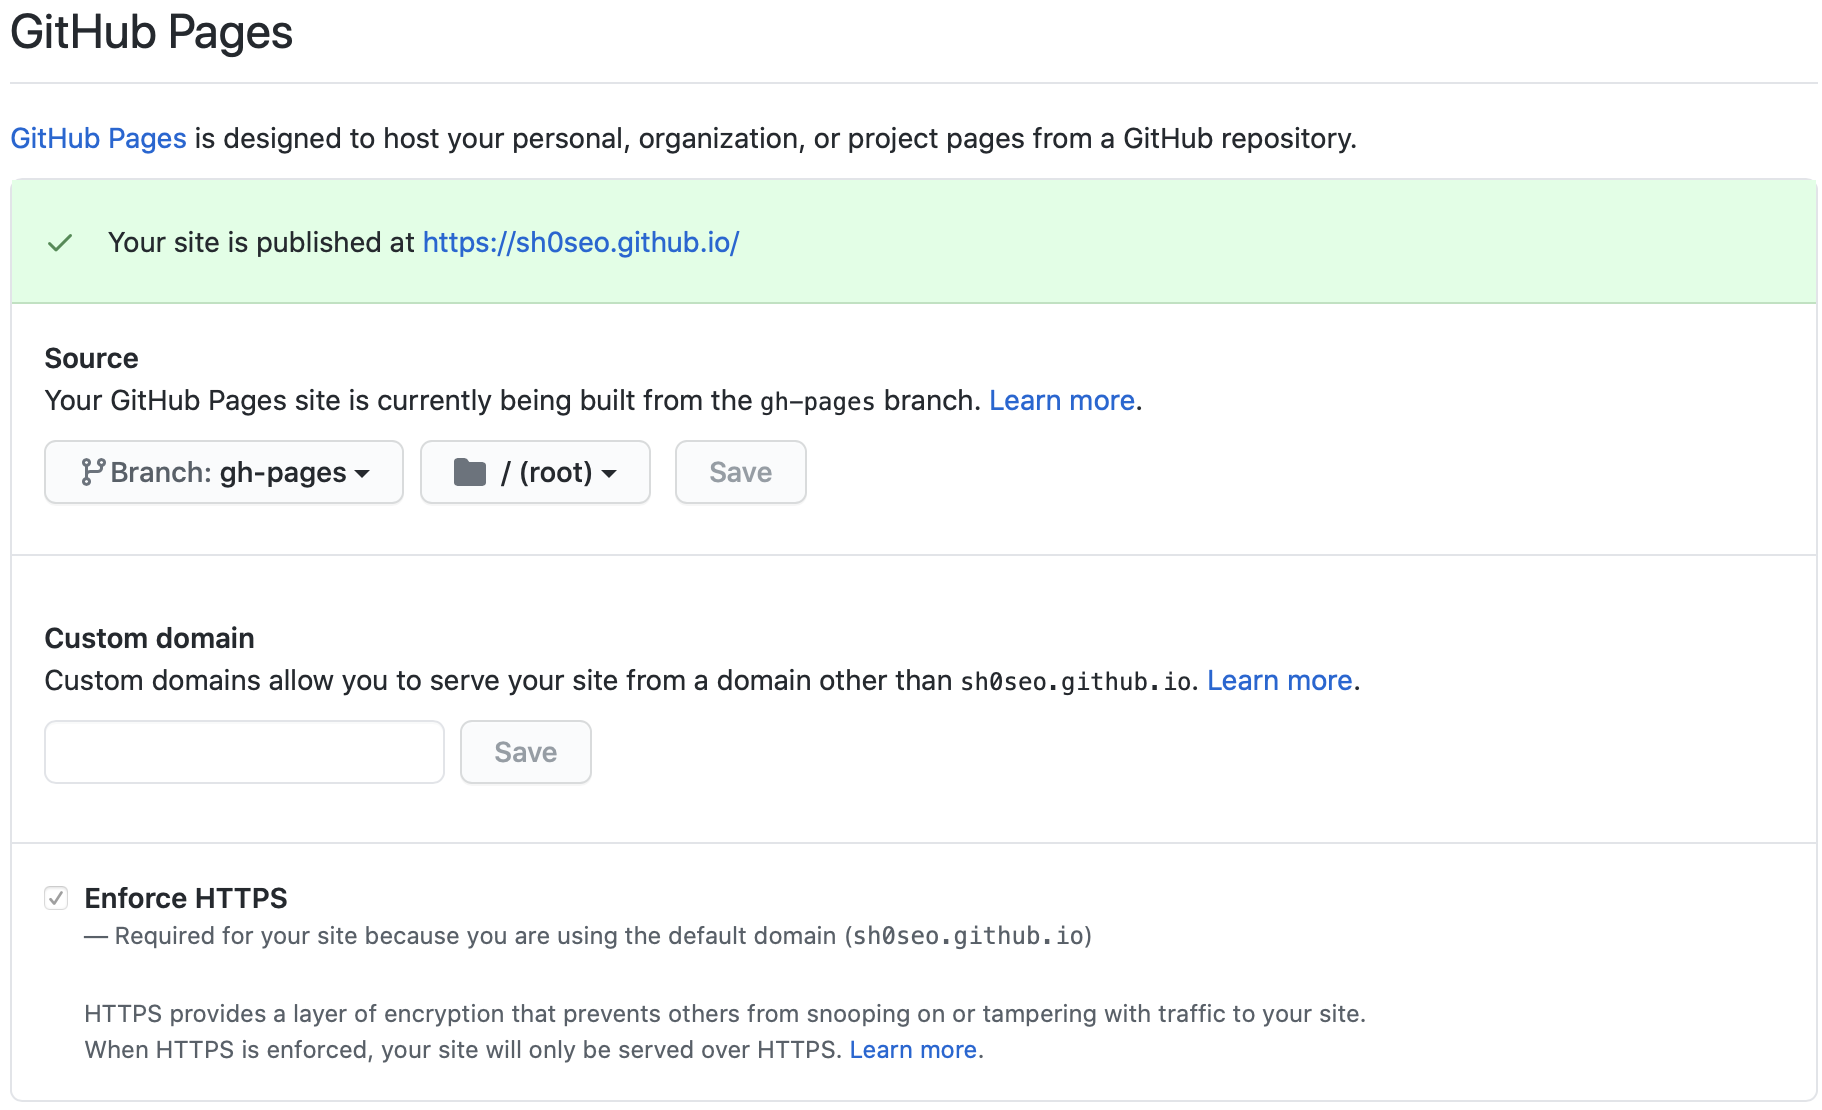 GitHub Pages
GitHub Pages is designed to host your personal, organization, or project pages from a GitHub repository.
Your site is published at https://sh0seo.github.io/
Source
Your GitHub Pages site is currently being built from the gh-pages branch. Learn more.
Branch: gh-pages / (root) Save
Custom domain
Custom domains allow you to serve your site from a domain other than sh0seo.github.io. Learn more.
Save
Enforce HTTPS
— Required for your site because you are using the default domain (sh0seo.github.io)
HTTPS provides a layer of encryption that prevents others from snooping on or tampering with traffic to your site.
When HTTPS is enforced, your site will only be served over HTTPS. Learn more.